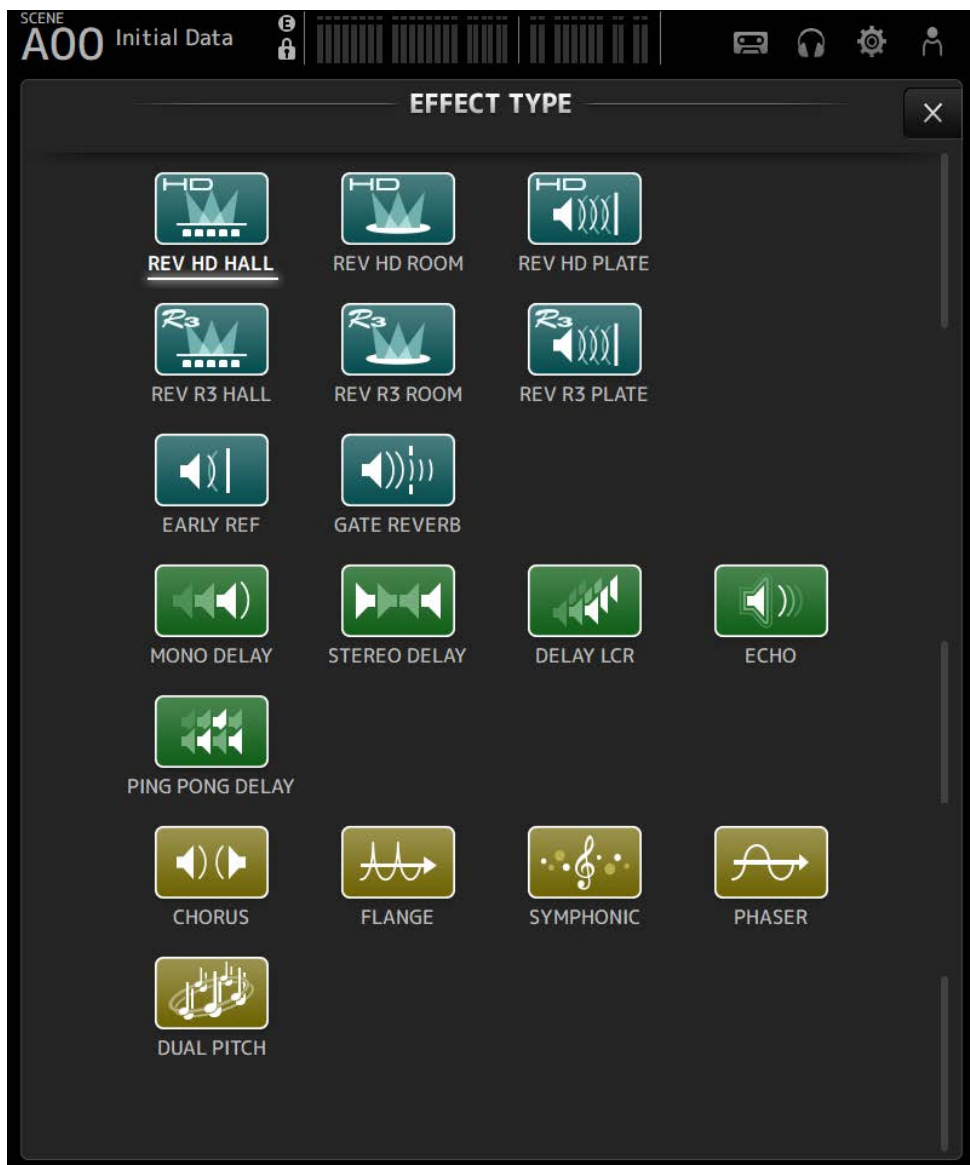 SCENE
A00 Initial Data
E
EFFECT TYPE
HD HD HD
REV HD HALL REV HD ROOM REV HD PLATE
R3 R3 R3
REV R3 HALL REV R3 ROOM REV R3 PLATE
EARLY REF GATE REVERB
MONO DELAY STEREO DELAY DELAY LCR ECHO
PING PONG DELAY
CHORUS FLANGE SYMPHONIC PHASER
DUAL PITCH